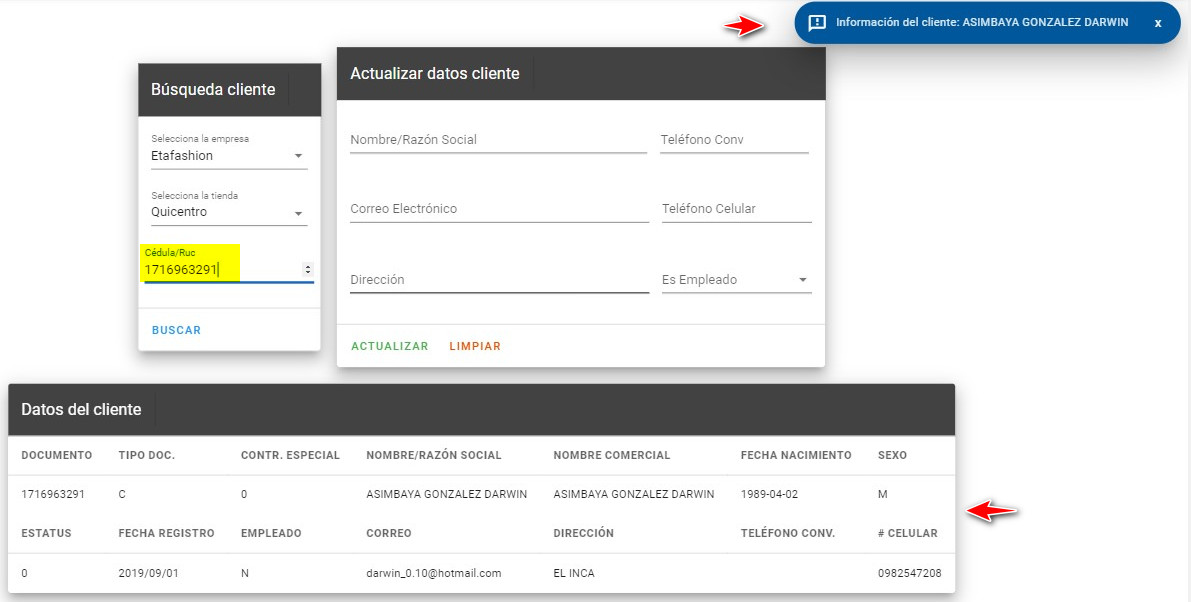 Información del cliente: ASIMBAYA GONZALEZ DARWIN x
Búsqueda cliente
Selecciona la empresa
Etafashion
Selecciona la tienda
Quicentro
Cédula/Ruc
1716963291
BUSCAR
Actualizar datos cliente
Nombre/Razón Social Teléfono Conv
Correo Electrónico Teléfono Celular
Dirección Es Empleado
ACTUALIZAR LIMPIAR
Datos del cliente
DOCUMENTO TIPO DOC. CONTR. ESPECIAL NOMBRE/RAZÓN SOCIAL NOMBRE COMERCIAL FECHA NACIMIENTO SEXO
1716963291 C 0 ASIMBAYA GONZALEZ DARWIN ASIMBAYA GONZALEZ DARWIN 1989-04-02 M
ESTATUS FECHA REGISTRO EMPLEADO CORREO DIRECCIÓN TELÉFONO CONV. # CELULAR
0 2019/09/01 N darwin_0.10@hotmail.com EL INCA 0982547208